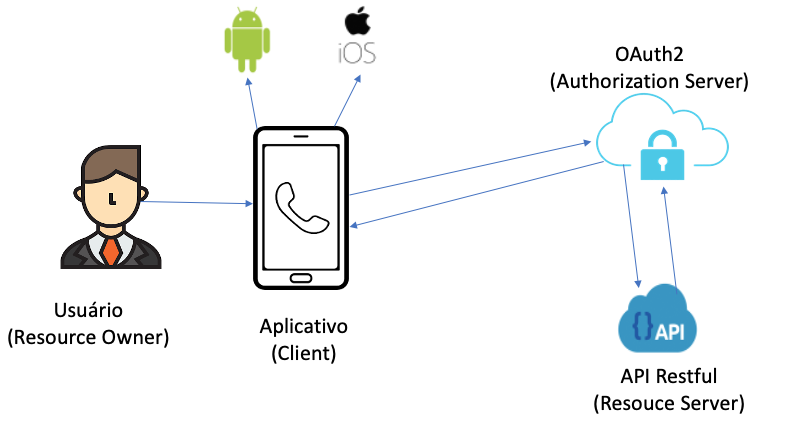 iOS
OAuth2
(Authorization Server)
Usuário
(Resource Owner)
Aplicativo
(Client)
{} API
API Restful
(Resouce Server)